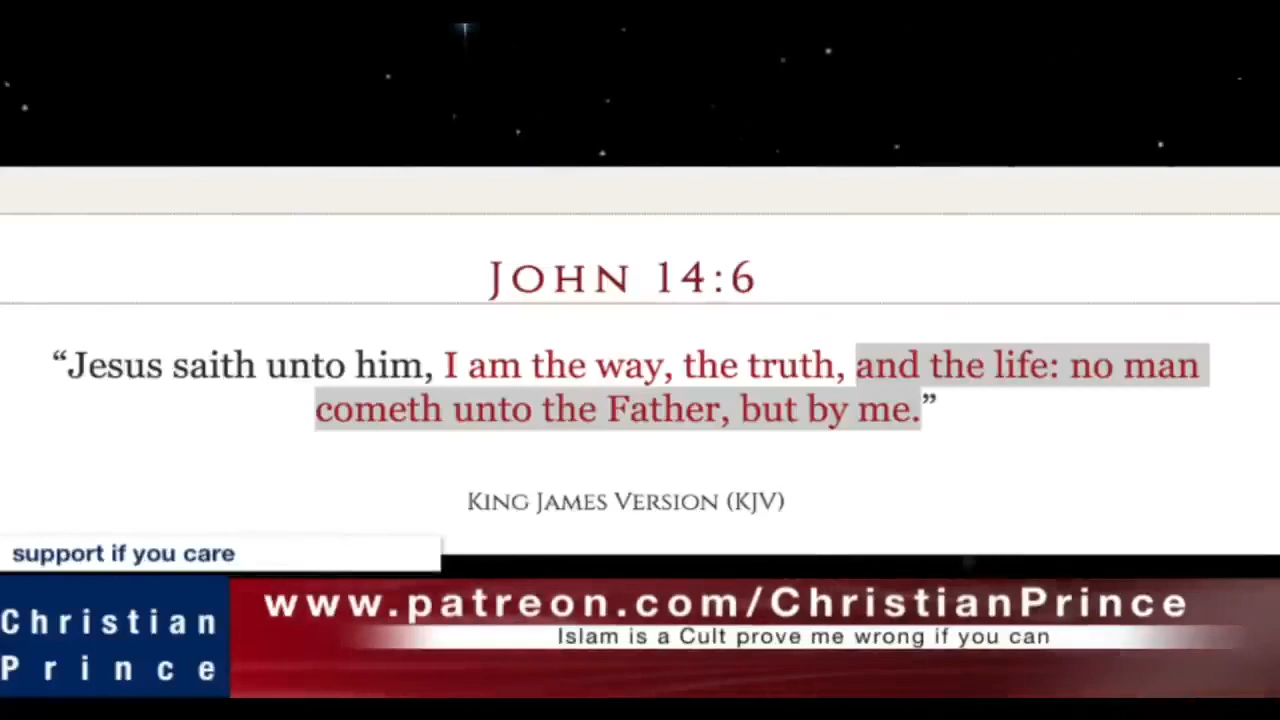 JOHN 14:6
“Jesus saith unto him, I am the way, the truth, and the life: no man
cometh unto the Father, but by me.”
KING JAMES VERSION (KJV)
support if you care
Christian
Prince
www.patreon.com/ChristianPrince
Islam is a Cult prove me wrong if you can